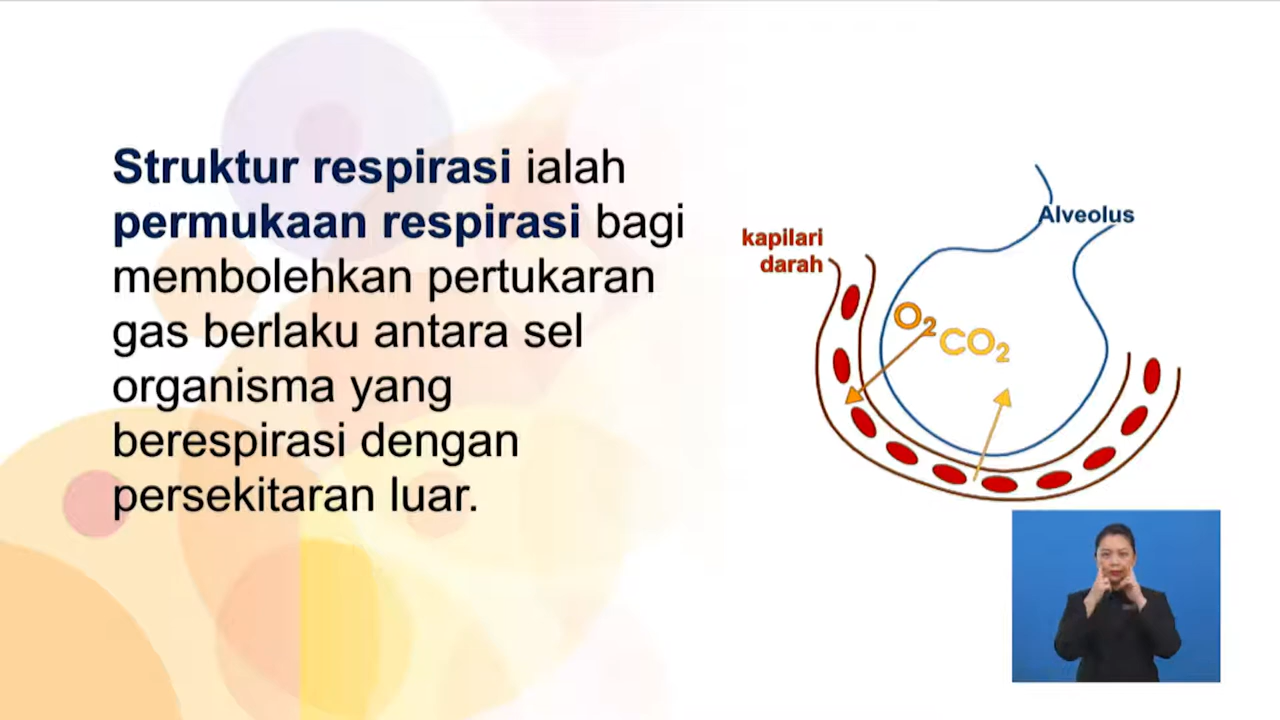 Struktur respirasi ialah
permukaan respirasi bagi
membolehkan pertukaran
gas berlaku antara sel
organisma yang
berespirasi dengan
persekitaran luar.
Alveolus
kapilari
darah
O₂
CO₂